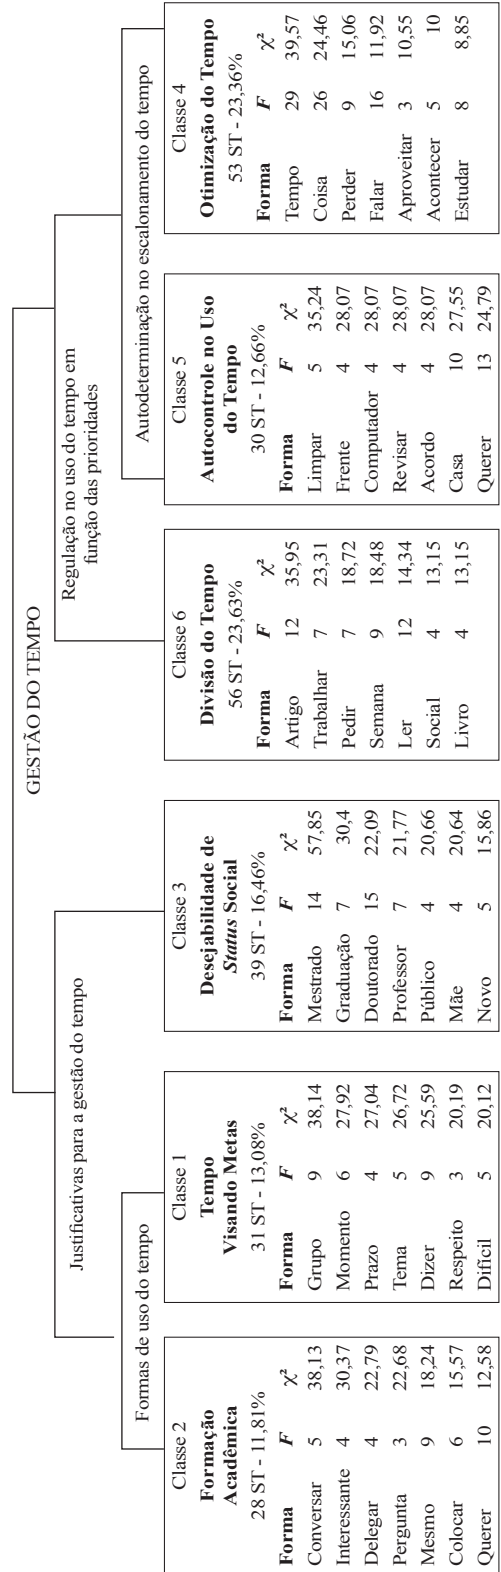 GESTÃO DO TEMPO
Justificativas para a gestão do tempo
Regulação no uso do tempo em
função das prioridades
Formas de uso do tempo
Autodeterminação no escalonamento do tempo
Classe 2
Formação
Acadêmica
28 ST - 11,81%
Forma F χ²
Conversar 5 38,13
Interessante 4 30,37
Delegar 4 22,79
Pergunta 3 22,68
Mesmo 9 18,24
Colocar 6 15,57
Querer 10 12,58
Classe 1
Tempo
Visando Metas
31 ST - 13,08%
Forma F χ²
Grupo 9 38,14
Momento 6 27,92
Prazo 4 27,04
Tema 5 26,72
Dizer 9 25,59
Respeito 3 20,19
Difícil 5 20,12
Classe 3
Desejabilidade de
Status Social
39 ST - 16,46%
Forma F χ²
Mestrado 14 57,85
Graduação 7 30,4
Doutorado 15 22,09
Professor 7 21,77
Público 4 20,66
Mãe 4 20,64
Novo 5 15,86
Classe 6
Divisão do Tempo
56 ST - 23,63%
Forma F χ²
Artigo 12 35,95
Trabalhar 7 23,31
Pedir 7 18,72
Semana 9 18,48
Ler 12 14,34
Social 4 13,15
Livro 4 13,15
Classe 5
Autocontrole no Uso
do Tempo
30 ST - 12,66%
Forma F χ²
Limpar 5 35,24
Frente 4 28,07
Computador 4 28,07
Revisar 4 28,07
Acordo 4 28,07
Casa 10 27,55
Querer 13 24,79
Classe 4
Otimização do Tempo
53 ST - 23,36%
Forma F χ²
Tempo 29 39,57
Coisa 26 24,46
Perder 9 15,06
Falar 16 11,92
Aproveitar 3 10,55
Acontecer 5 10
Estudar 8 8,85